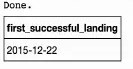 Done.
first_successful_landing
2015-12-22